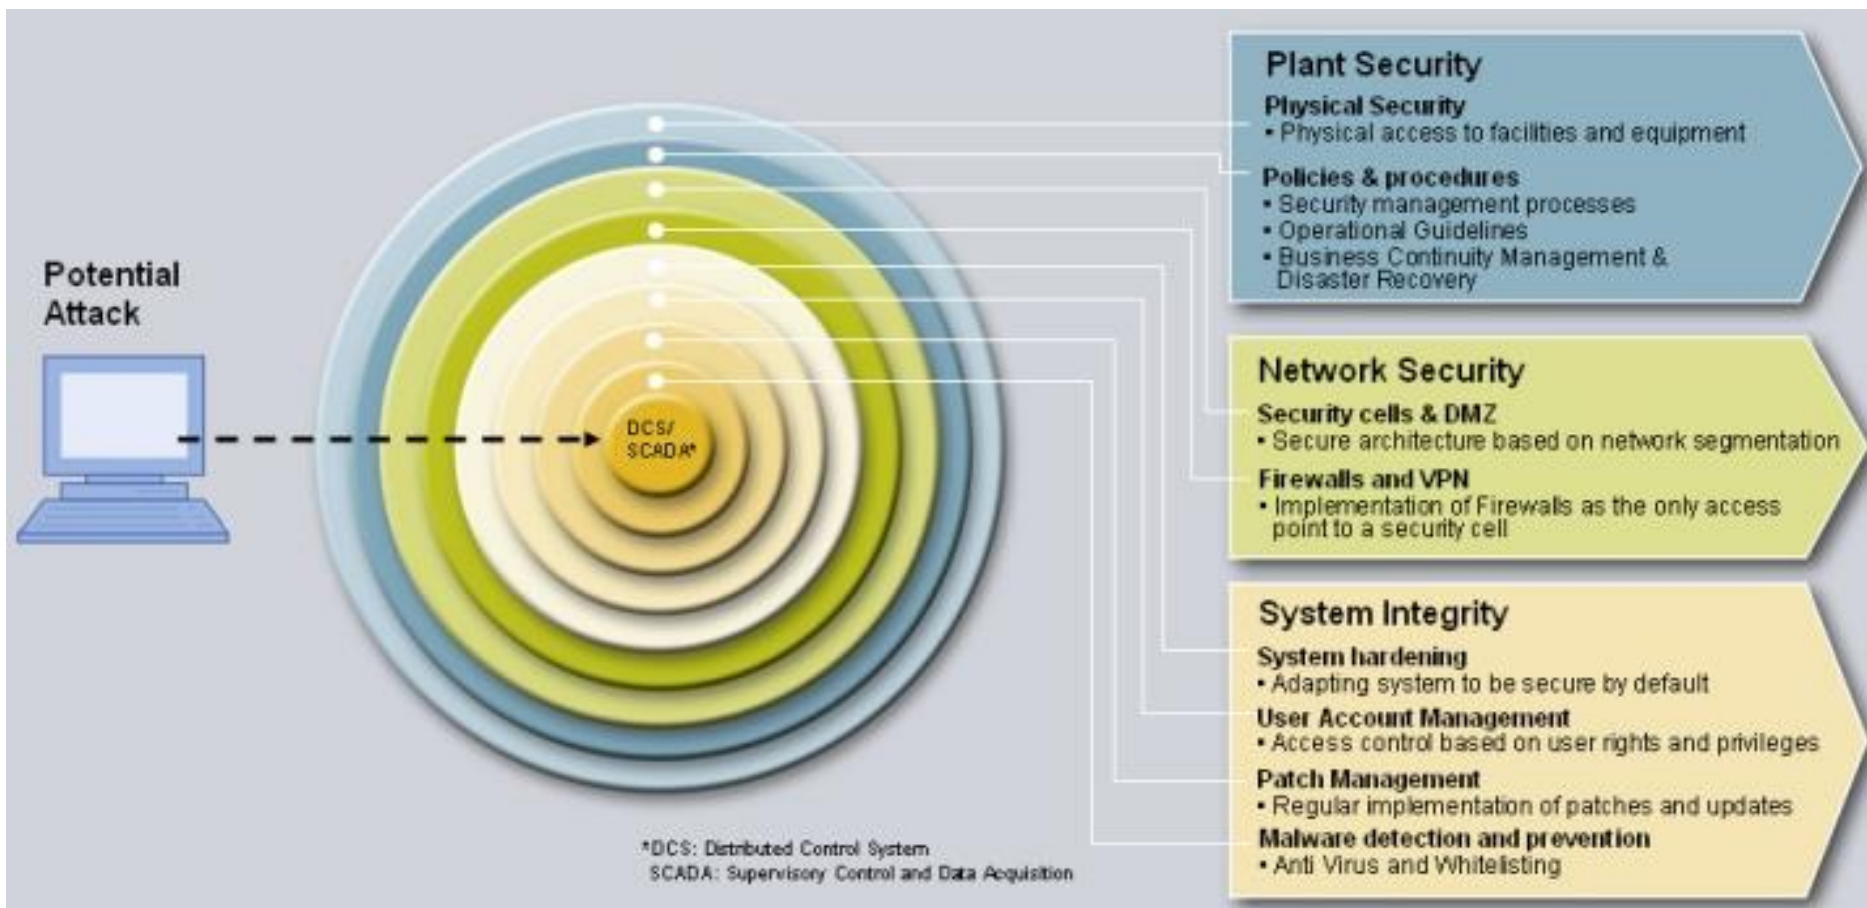 Potential
Attack
DCS/
SCADA*
*DCS: Distributed Control System
SCADA: Supervisory Control and Data Acquisition
Plant Security
Physical Security
• Physical access to facilities and equipment
Policies & procedures
• Security management processes
• Operational Guidelines
• Business Continuity Management &
Disaster Recovery
Network Security
Security cells & DMZ
• Secure architecture based on network segmentation
Firewalls and VPN
• Implementation of Firewalls as the only access
point to a security cell
System Integrity
System hardening
• Adapting system to be secure by default
User Account Management
• Access control based on user rights and privileges
Patch Management
• Regular implementation of patches and updates
Malware detection and prevention
• Anti Virus and Whitelisting